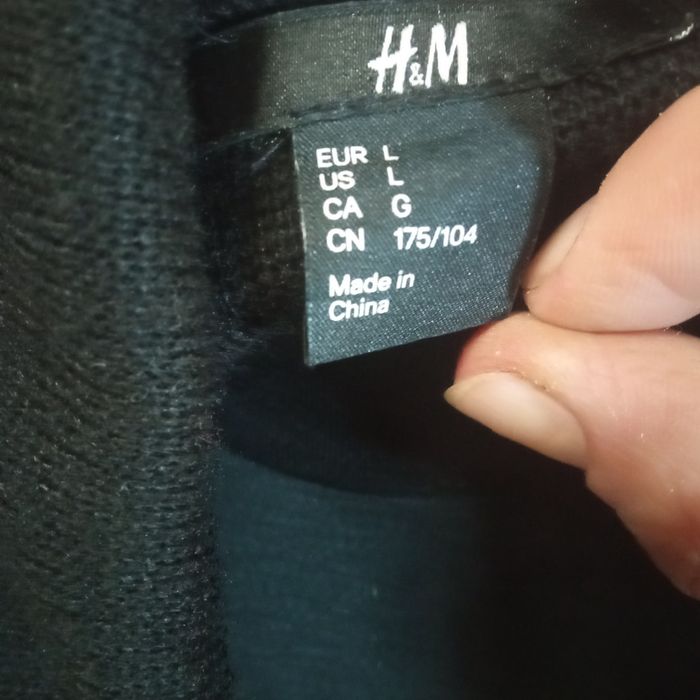 H&M
EUR L
US L
CA G
CN 175/104
Made in
China